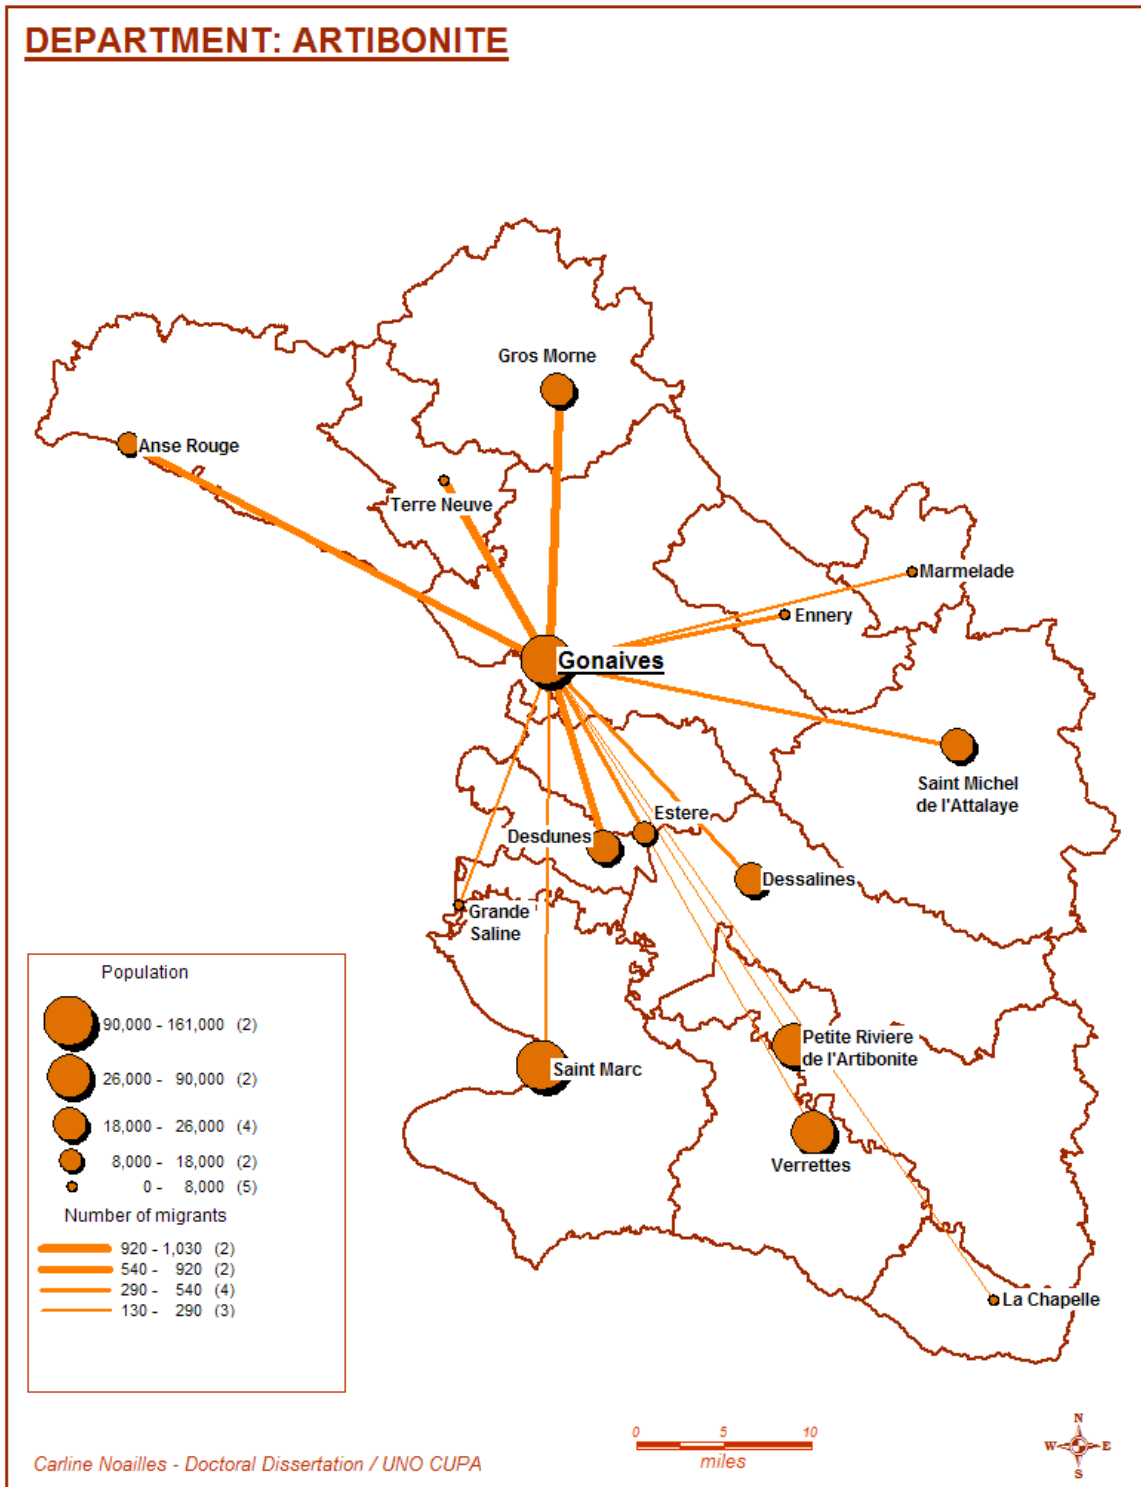 DEPARTMENT: ARTIBONITE
Gros Morne
Anse Rouge
Terre Neuve
Marmelade
Ennery
Gonaives
Saint Michel
de l'Attalaye
Estere
Desdunes
Dessalines
Grande
Saline
Petite Riviere
de l'Artibonite
Saint Marc
Verrettes
La Chapelle
Population
90,000 - 161,000 (2)
26,000 - 90,000 (2)
18,000 - 26,000 (4)
8,000 - 18,000 (2)
0 - 8,000 (5)
Number of migrants
920 - 1,030 (2)
540 - 920 (2)
290 - 540 (4)
130 - 290 (3)
0 5 10
miles
N
W E
S
Carline Noailles - Doctoral Dissertation / UNO CUPA